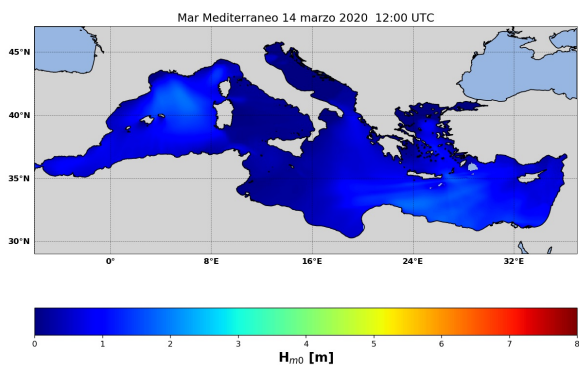 Mar Mediterraneo 14 marzo 2020 12:00 UTC
45°N
40°N
35°N
30°N
0° 8°E 16°E 24°E 32°E
0 1 2 3 4 5 6 7 8
H_{m0} [m]